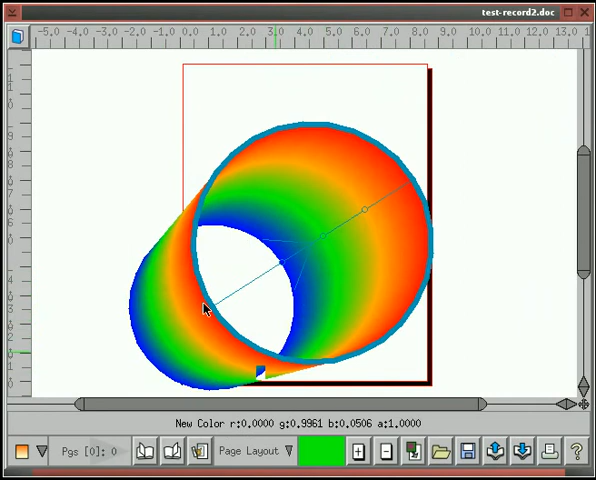 test-record2.doc
-5.0 -4.0 -3.0 -2.0 -1.0 0.0 1.0 2.0 3.0 4.0 5.0 6.0 7.0 8.0 9.0 10.0 11.0 12.0 13.0
New Color r:0.0000 g:0.9961 b:0.0506 a:1.0000
Pgs [0]: 0 Page Layout ?